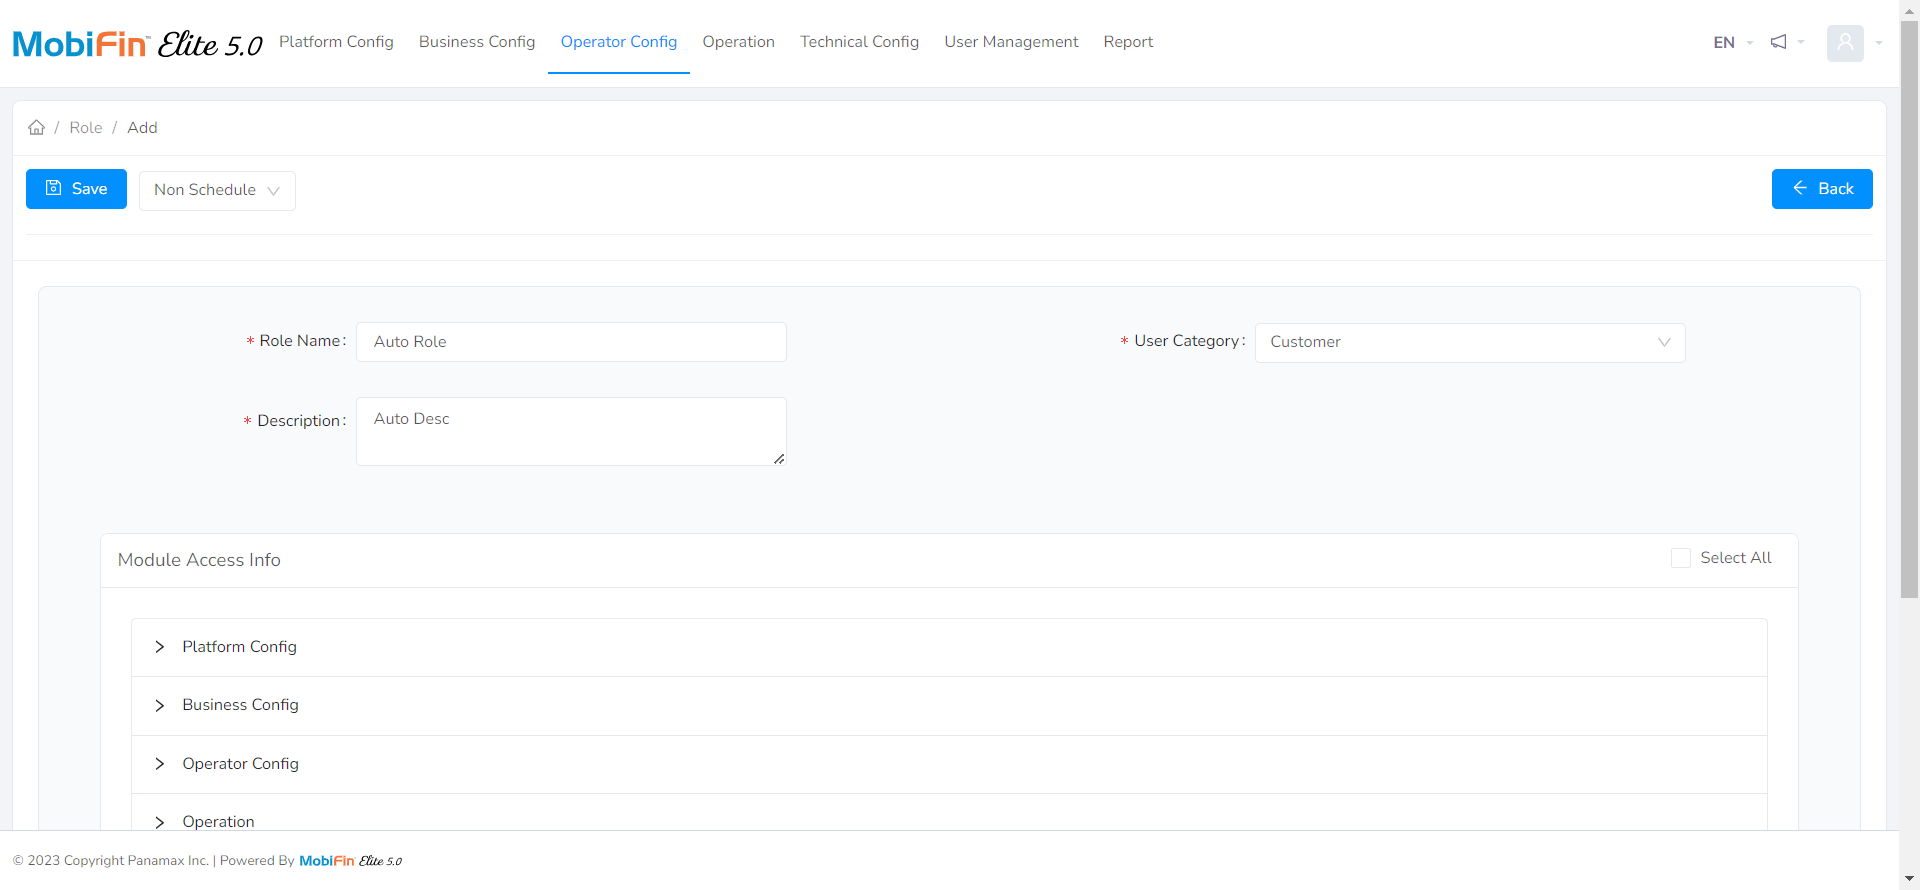 MobiFin™ Elite 5.0 Platform Config Business Config Operator Config Operation Technical Config User Management Report EN
/ Role / Add
Save Non Schedule Back
* Role Name: Auto Role * User Category: Customer
* Description: Auto Desc
Module Access Info Select All
Platform Config
Business Config
Operator Config
Operation
© 2023 Copyright Panamax Inc. | Powered By MobiFin Elite 5.0